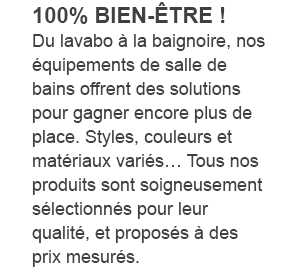 100% BIEN-ÊTRE !
Du lavabo à la baignoire, nos
équipements de salle de
bains offrent des solutions
pour gagner encore plus de
place. Styles, couleurs et
matériaux variés… Tous nos
produits sont soigneusement
sélectionnés pour leur
qualité, et proposés à des
prix mesurés.